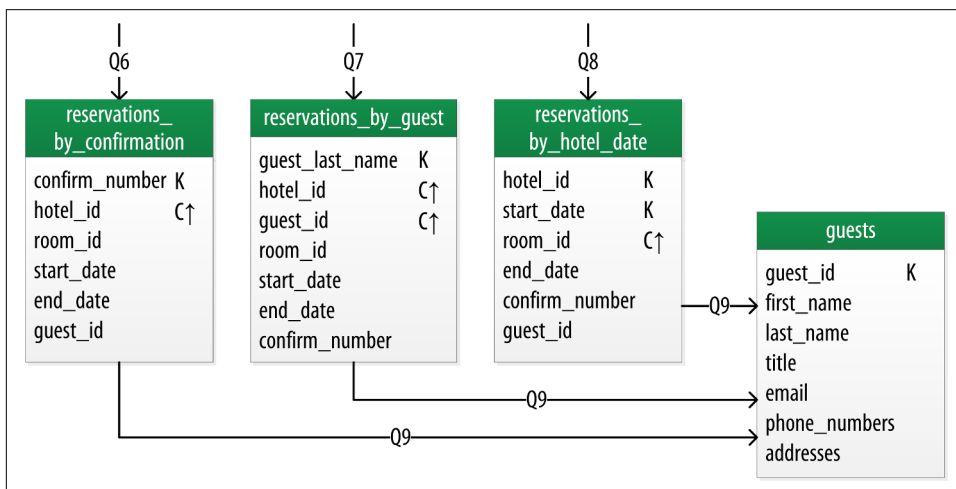 Q6
Q7
Q8
reservations_
by_confirmation
confirm_number K
hotel_id C↑
room_id
start_date
end_date
guest_id
reservations_by_guest
guest_last_name K
hotel_id C↑
guest_id C↑
room_id
start_date
end_date
confirm_number
reservations_
by_hotel_date
hotel_id K
start_date K
room_id C↑
end_date
confirm_number
guest_id
guests
guest_id K
first_name
last_name
title
email
phone_numbers
addresses
Q9
Q9
Q9